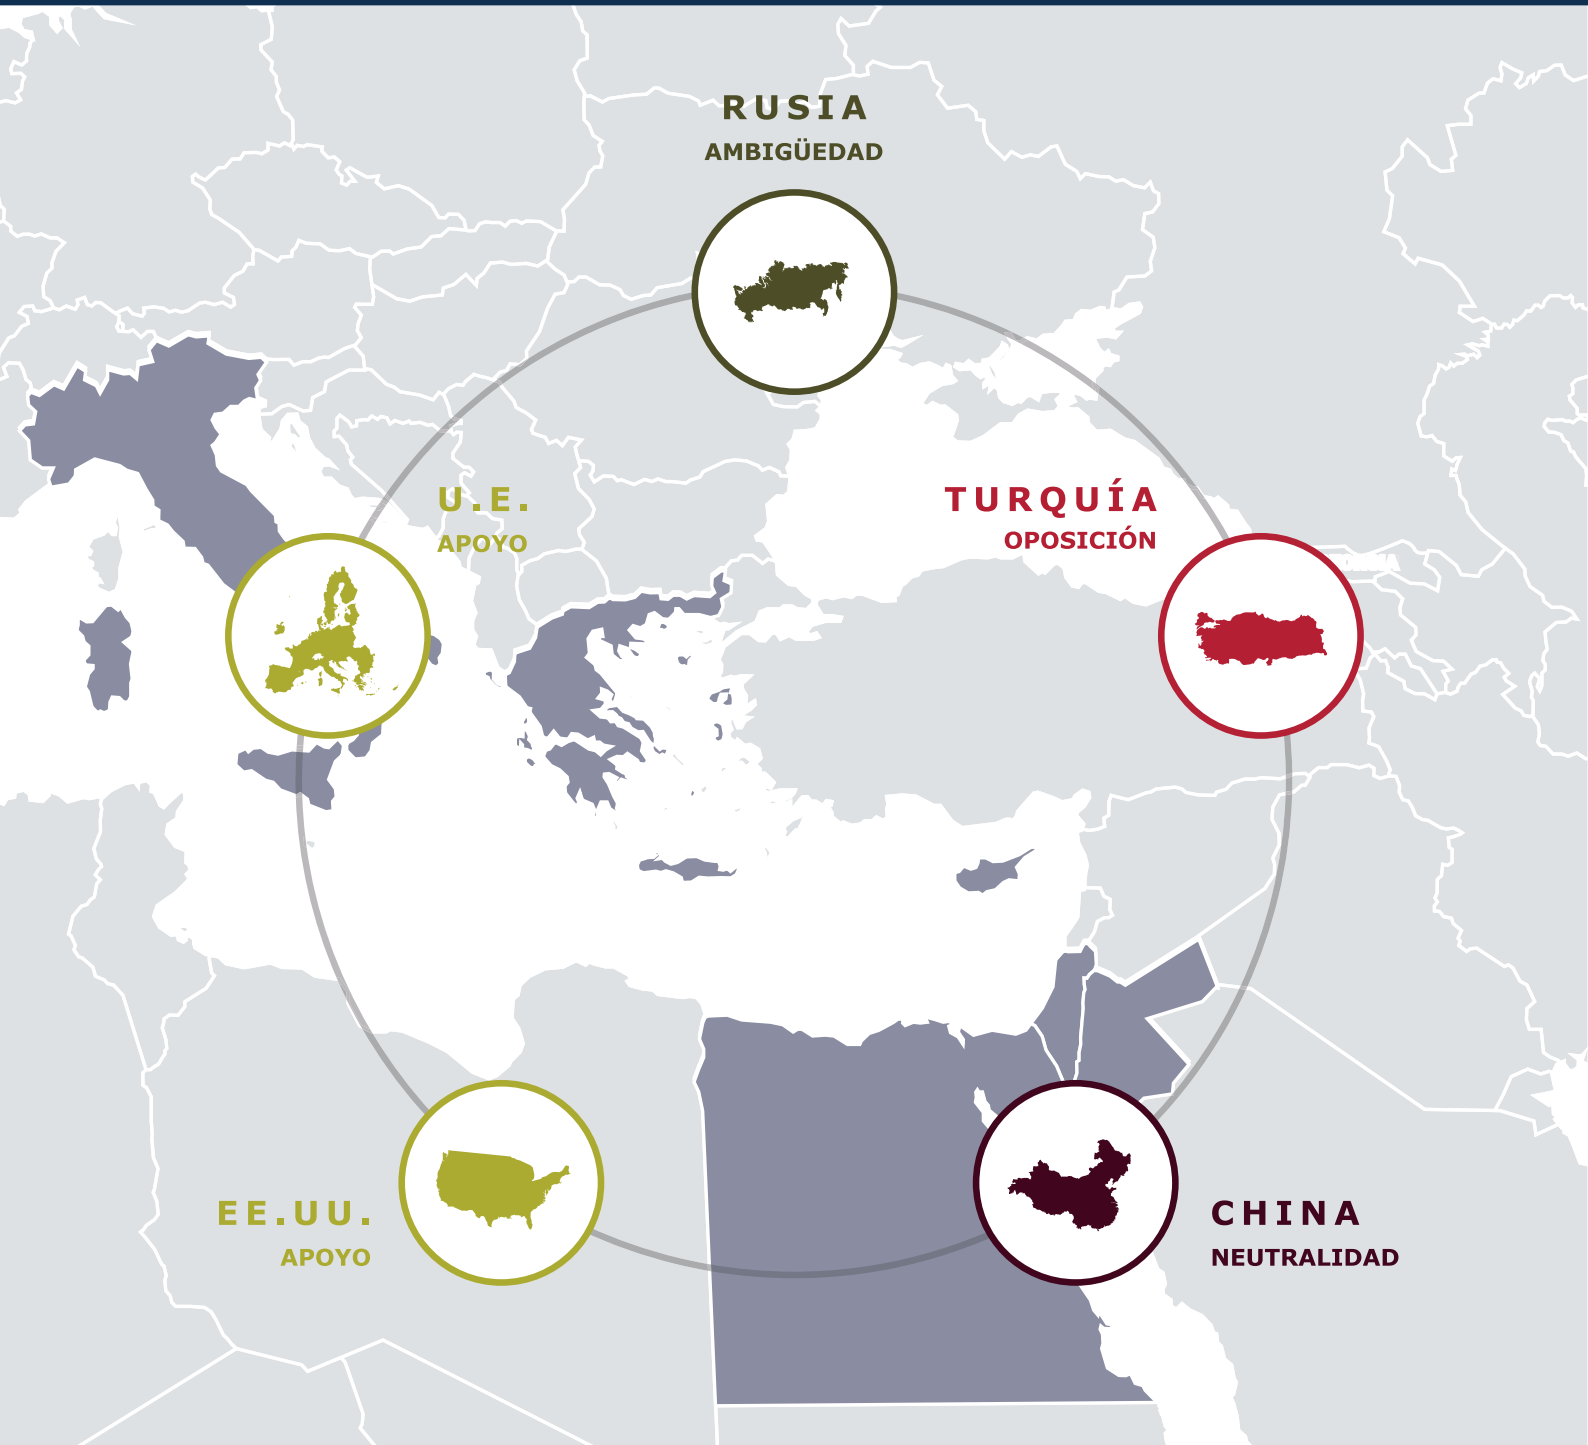 RUSIA
AMBIGÜEDAD
U.E.
APOYO
TURQUÍA
OPOSICIÓN
EE.UU.
APOYO
CHINA
NEUTRALIDAD